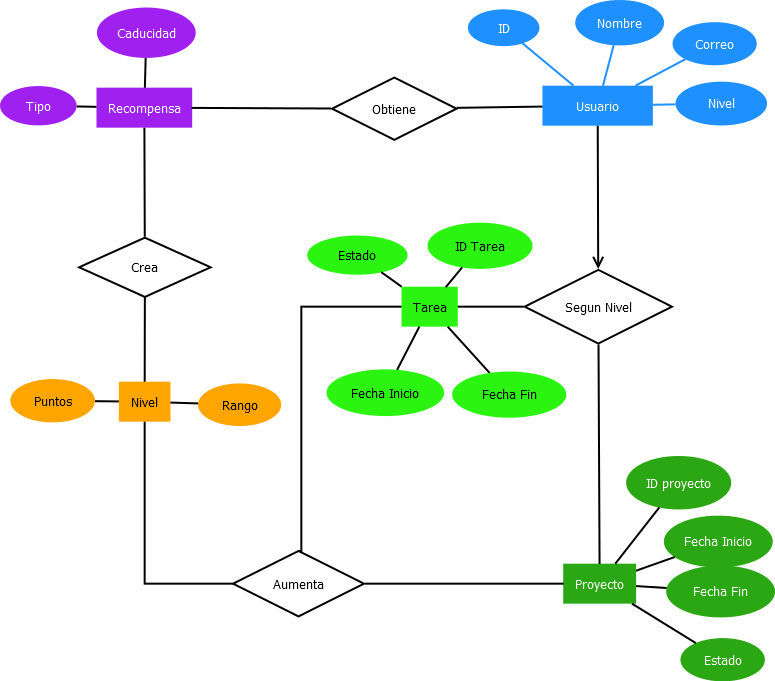 Caducidad
Tipo
Recompensa
Obtiene
ID
Nombre
Correo
Usuario
Nivel
Crea
Estado
ID Tarea
Tarea
Segun Nivel
Fecha Inicio
Fecha Fin
Puntos
Nivel
Rango
ID proyecto
Fecha Inicio
Aumenta
Proyecto
Fecha Fin
Estado